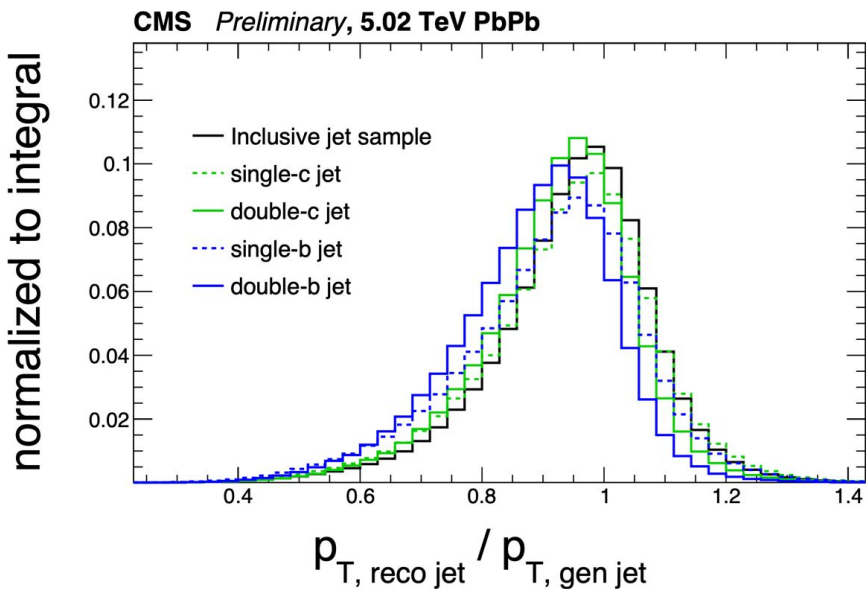 CMS Preliminary, 5.02 TeV PbPb
normalized to integral
0.12
0.1
0.08
0.06
0.04
0.02
Inclusive jet sample
single-c jet
double-c jet
single-b jet
double-b jet
0.4 0.6 0.8 1 1.2 1.4
p_T, reco jet / p_T, gen jet